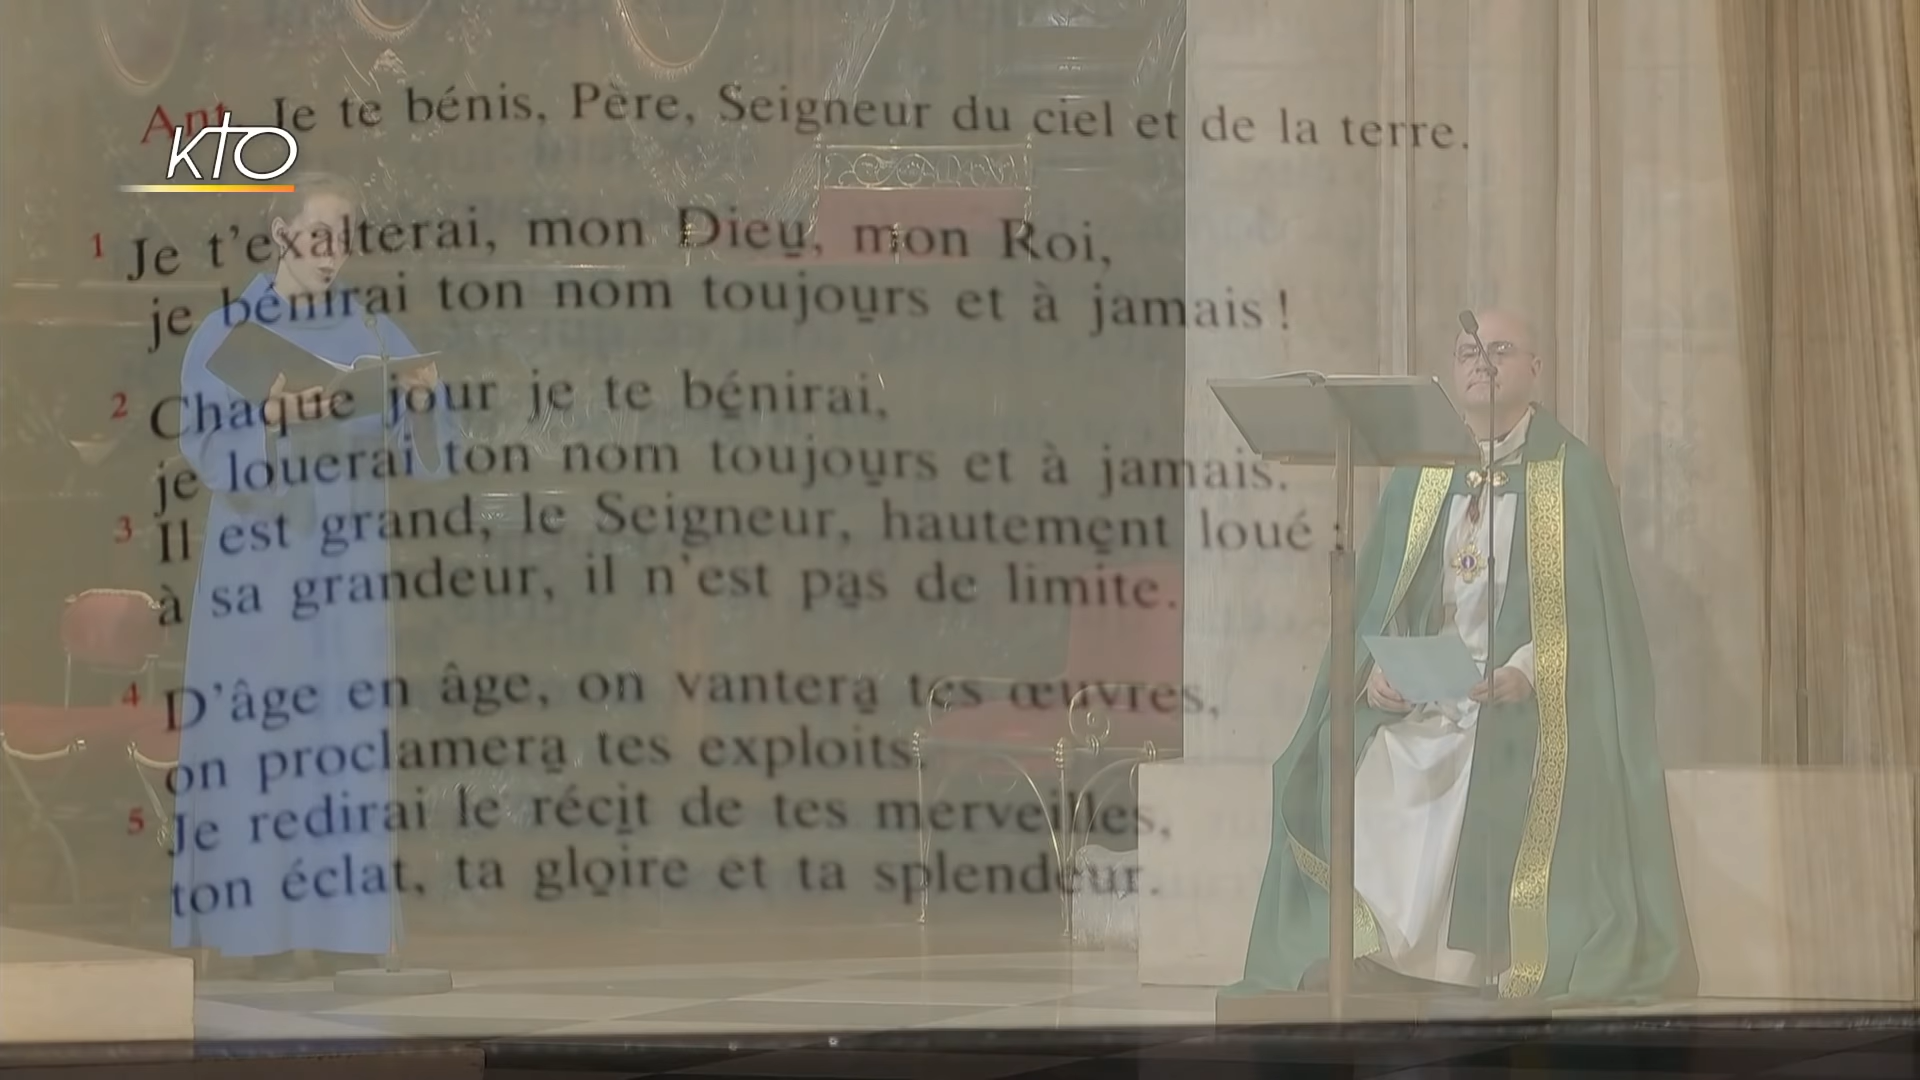 Ant. Je te bénis, Père, Seigneur du ciel et de la terre.
KTO
1 Je t'exalterai, mon Dieu, mon Roi,
je bénirai ton nom toujours et à jamais !
2 Chaque jour je te bénirai,
je louerai ton nom toujours et à jamais.
3 Il est grand, le Seigneur, hautement loué :
à sa grandeur, il n'est pas de limite.
4 D'âge en âge, on vantera tes œuvres,
on proclamera tes exploits.
5 Je redirai le récit de tes merveilles,
ton éclat, ta gloire et ta splendeur.